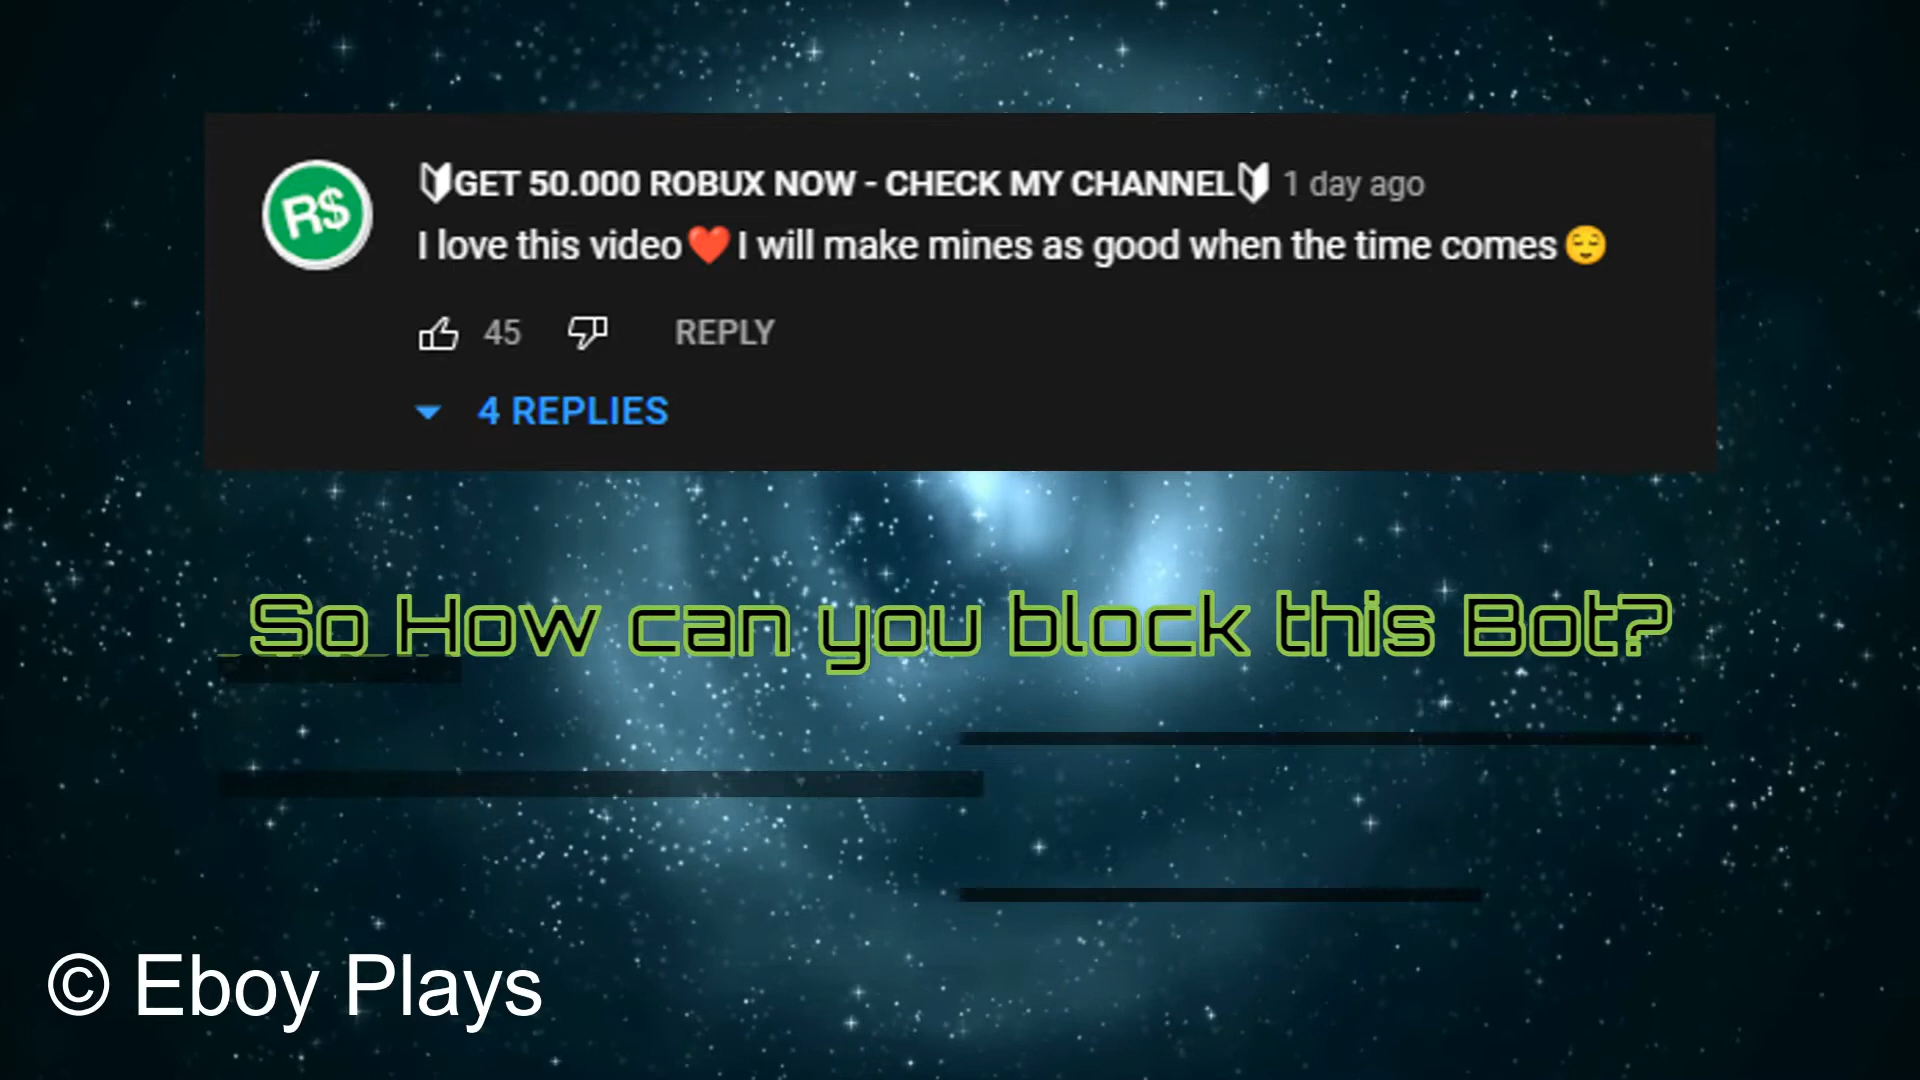 R$
🔰GET 50.000 ROBUX NOW - CHECK MY CHANNEL🔰 1 day ago
I love this video❤️ I will make mines as good when the time comes😌
45 REPLY
4 REPLIES
So How can you block this Bot?
© Eboy Plays